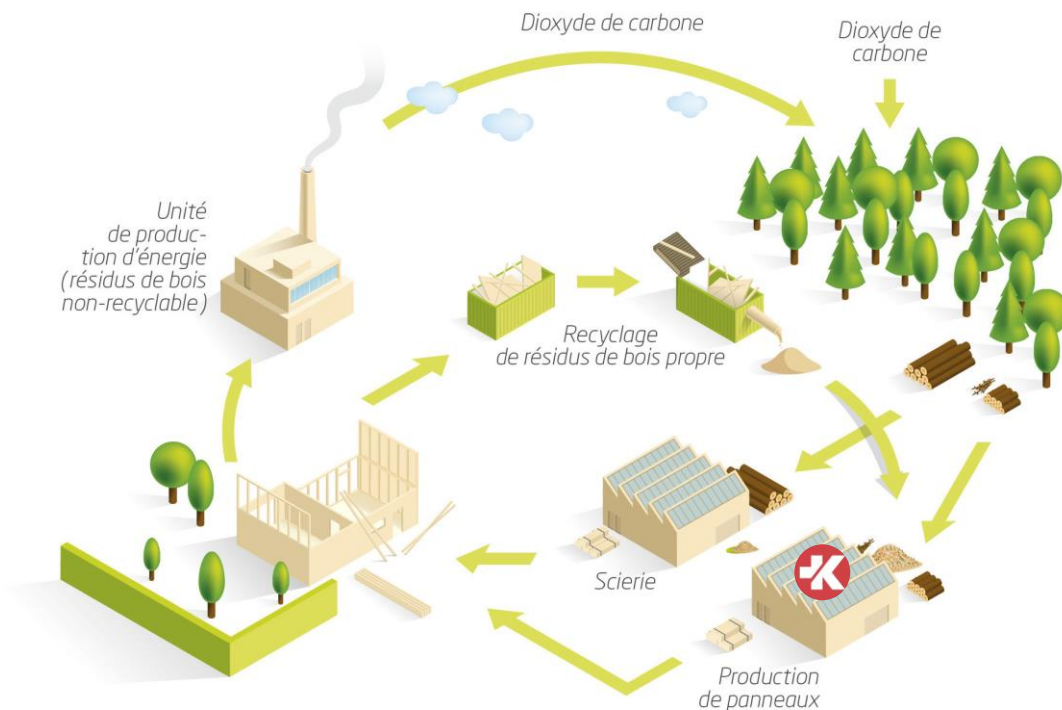 Dioxyde de carbone
Dioxyde de
carbone
Unité
de produc-
tion d'énergie
(résidus de bois
non-recyclable)
Recyclage
de résidus de bois propre
Scierie
K
Production
de panneaux